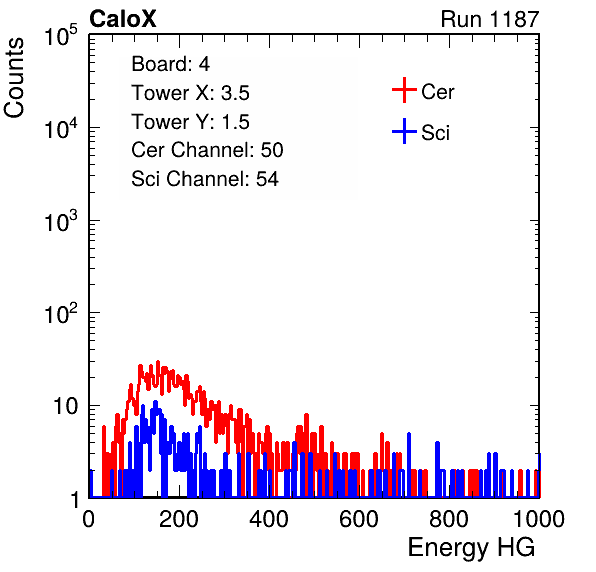 CaloX Run 1187
Counts
Board: 4
Tower X: 3.5
Tower Y: 1.5
Cer Channel: 50
Sci Channel: 54
Cer
Sci
10^5
10^4
10^3
10^2
10
1
0 200 400 600 800 1000
Energy HG